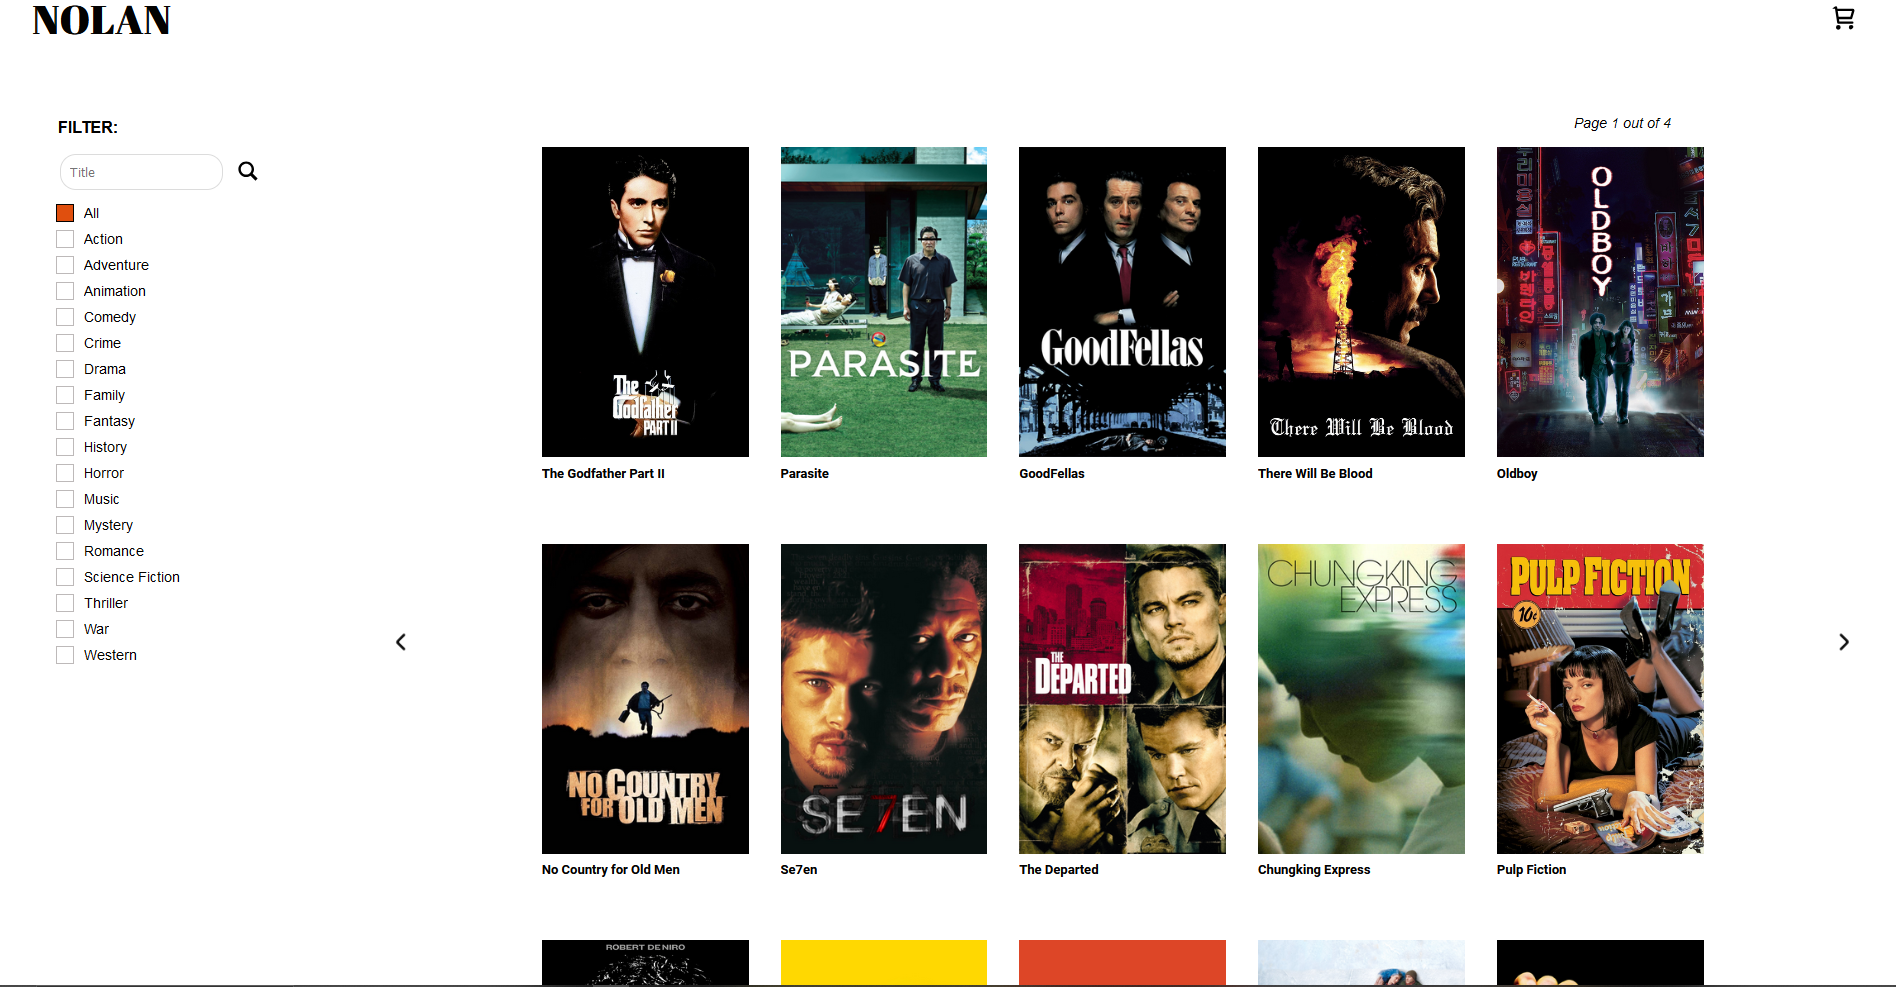 NOLAN
FILTER:
Title
All
Action
Adventure
Animation
Comedy
Crime
Drama
Family
Fantasy
History
Horror
Music
Mystery
Romance
Science Fiction
Thriller
War
Western
Page 1 out of 4
The
Godfather
PART II
The Godfather Part II
PARASITE
Parasite
GoodFellas
GoodFellas
There Will Be Blood
There Will Be Blood
OLDBOY
Oldboy
NO COUNTRY
FOR OLD MEN
No Country for Old Men
SE7EN
Se7en
THE
DEPARTED
The Departed
CHUNGKING
EXPRESS
Chungking Express
PULP FICTION
10¢
Pulp Fiction
ROBERT DE NIRO